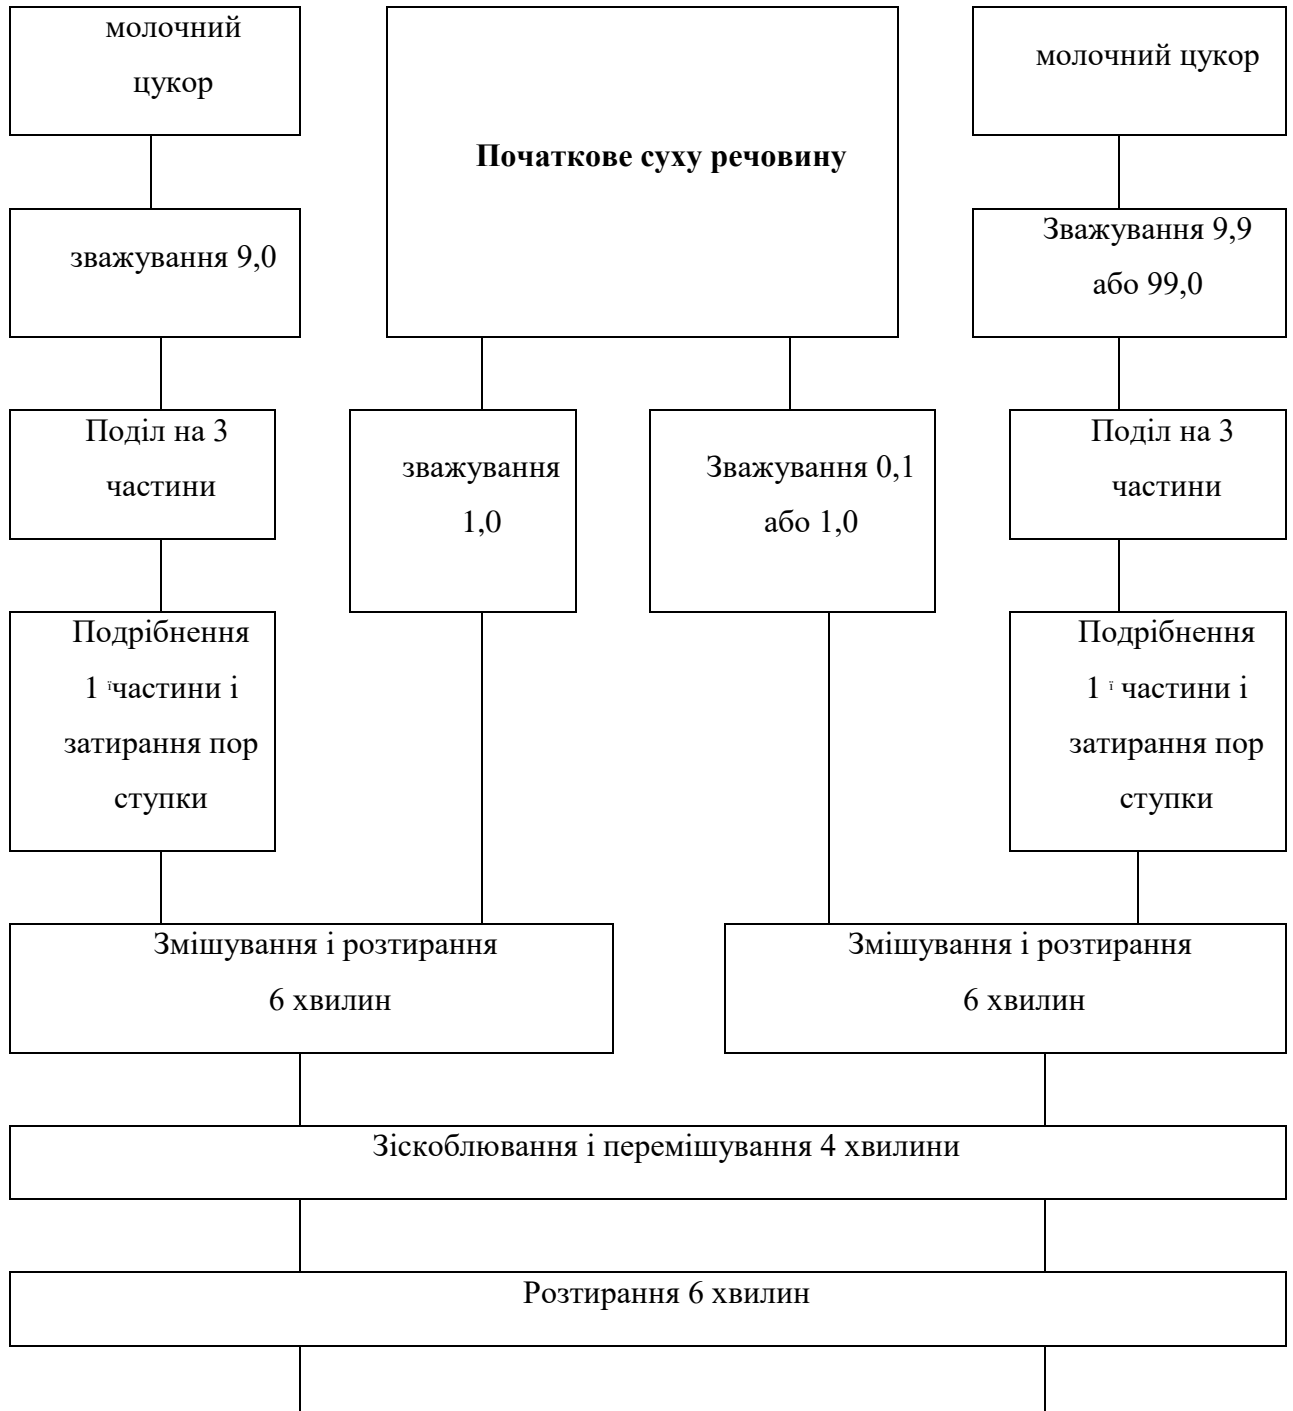 молочний
цукор
Початкове суху речовину
молочний цукор
зважування 9,0
Зважування 9,9
або 99,0
Поділ на 3
частини
зважування
1,0
Зважування 0,1
або 1,0
Поділ на 3
частини
Подрібнення
1 ї частини і
затирання пор
ступки
Подрібнення
1 ї частини і
затирання пор
ступки
Змішування і розтирання
6 хвилин
Змішування і розтирання
6 хвилин
Зіскоблювання і перемішування 4 хвилини
Розтирання 6 хвилин